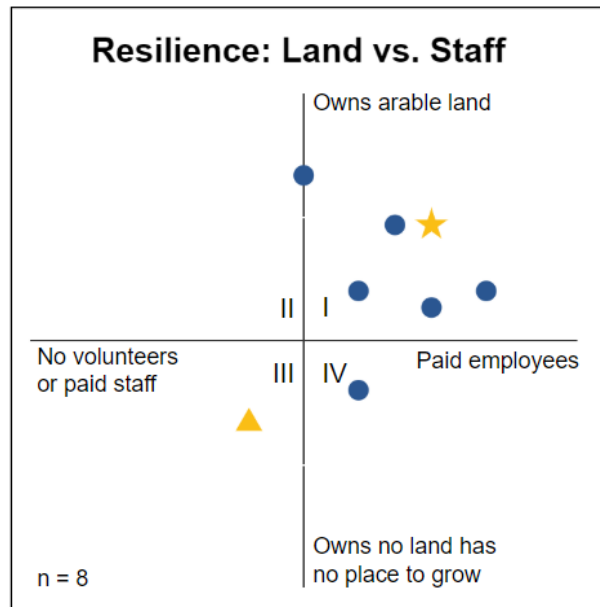 Resilience: Land vs. Staff
Owns arable land
II
I
No volunteers
or paid staff
Paid employees
III
IV
Owns no land has
no place to grow
n = 8